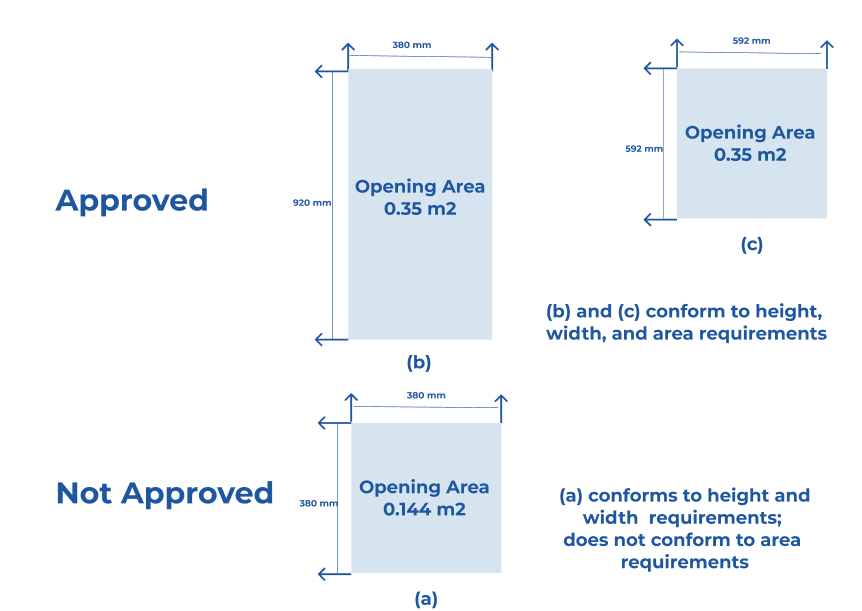 380 mm
592 mm
Opening Area
0.35 m2
592 mm
Opening Area
0.35 m2
920 mm
Approved
(c)
(b) and (c) conform to height,
width, and area requirements
(b)
380 mm
Not Approved
Opening Area
0.144 m2
380 mm
(a) conforms to height and
width requirements;
does not conform to area
requirements
(a)